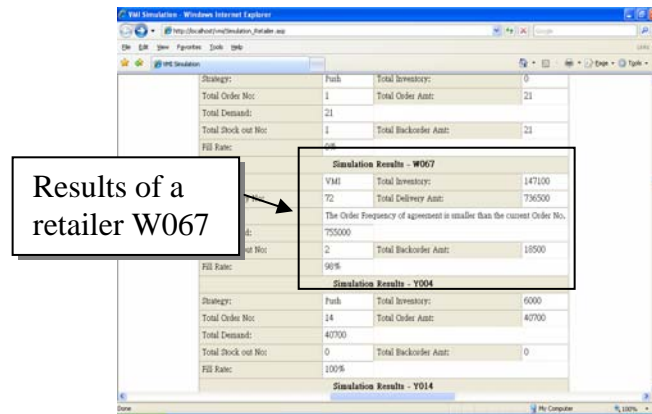 VMI Simulation - Windows Internet Explorer
http://localhost/vmi/Simulation_Retailer.asp
File Edit View Favorites Tools Help
VMI Simulation
Page Tools
Strategy: Push Total Inventory: 0
Total Order No: 1 Total Order Amt: 21
Total Demand: 21
Total Stock out No: 1 Total Backorder Amt: 21
Fill Rate: 0%
Simulation Results - W067
VMI Total Inventory: 147100
No: 72 Total Delivery Amt: 736500
The Order Frequency of agreement is smaller than the current Order No.
755000
out No: 2 Total Backorder Amt: 18500
Fill Rate: 98%
Simulation Results - Y004
Strategy: Push Total Inventory: 6000
Total Order No: 14 Total Order Amt: 40700
Total Demand: 40700
Total Stock out No: 0 Total Backorder Amt: 0
Fill Rate: 100%
Simulation Results - Y014
Done My Computer 100%
Results of a
retailer W067